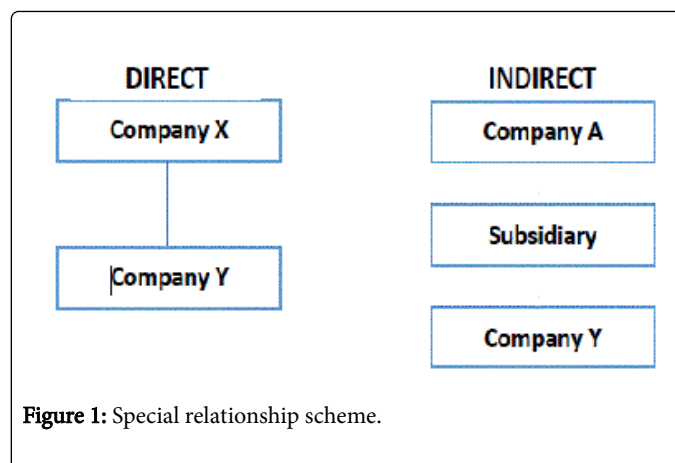 DIRECT
Company X
Company Y
INDIRECT
Company A
Subsidiary
Company Y
Figure 1: Special relationship scheme.